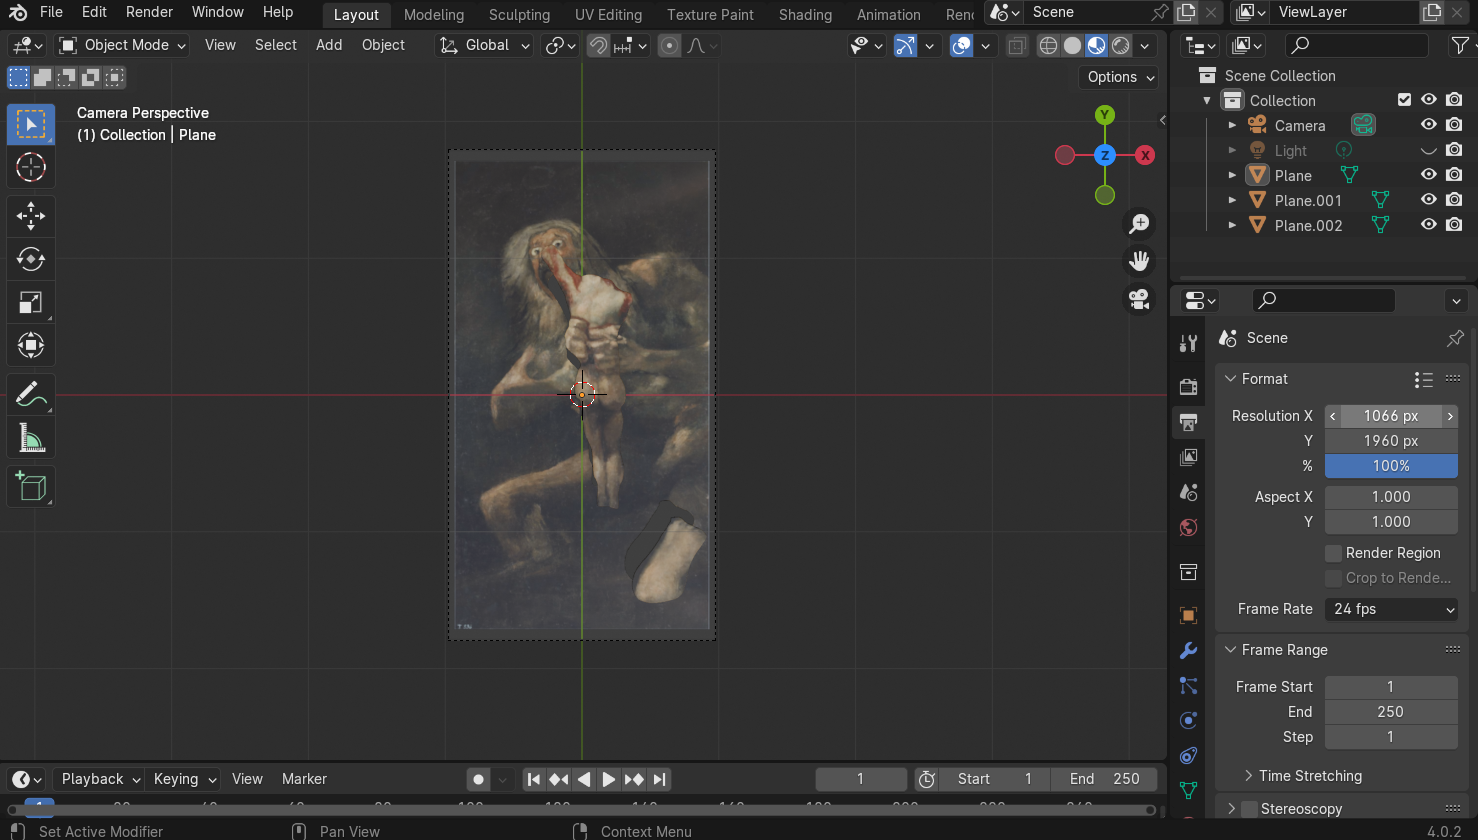 File Edit Render Window Help Layout Modeling Sculpting UV Editing Texture Paint Shading Animation Scene ViewLayer
Object Mode View Select Add Object Global
Options
Camera Perspective
(1) Collection | Plane
Y
Z X
Scene Collection
Collection
Camera
Light
Plane
Plane.001
Plane.002
Scene
Format
Resolution X 1066 px
Y 1960 px
% 100%
Aspect X 1.000
Y 1.000
Render Region
Crop to Rende...
Frame Rate 24 fps
Frame Range
Frame Start 1
End 250
Step 1
Time Stretching
Stereoscopy
Playback Keying View Marker 1 Start 1 End 250
1
Set Active Modifier Pan View Context Menu 4.0.2